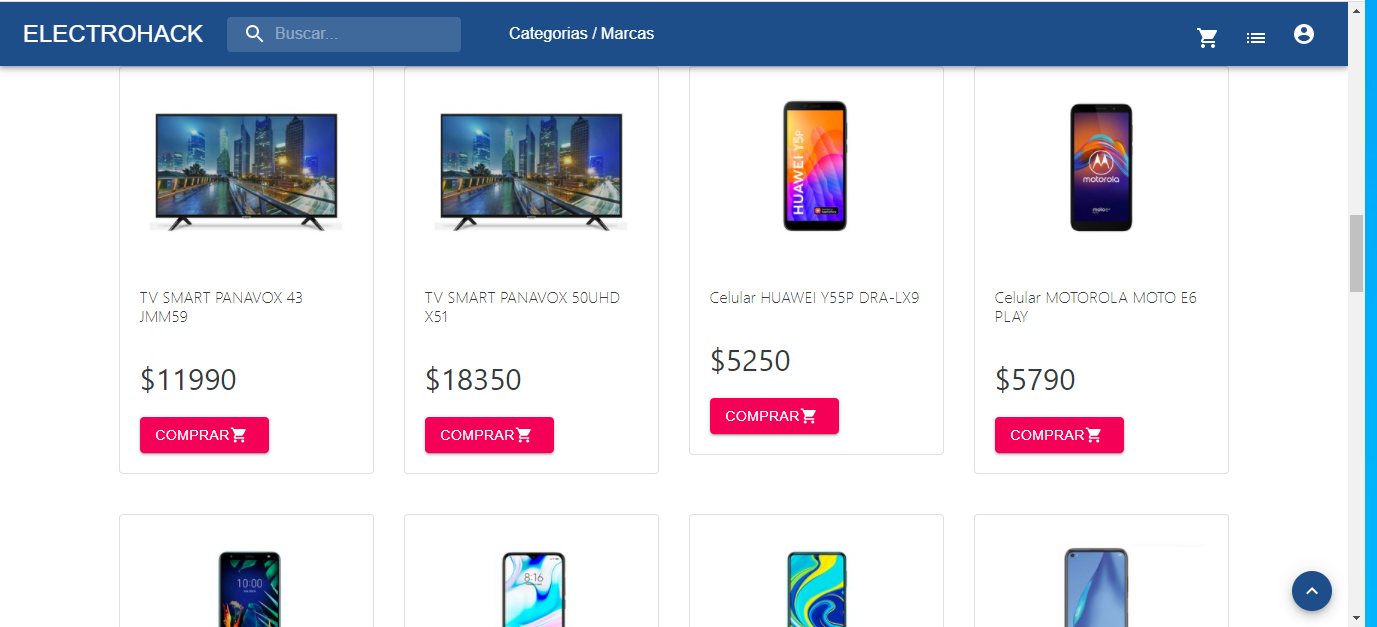 ELECTROHACK
Buscar...
Categorias / Marcas
HUAWEI Y5P
motorola
TV SMART PANAVOX 43
JMM59
$11990
COMPRAR
TV SMART PANAVOX 50UHD
X51
$18350
COMPRAR
Celular HUAWEI Y55P DRA-LX9
$5250
COMPRAR
Celular MOTOROLA MOTO E6
PLAY
$5790
COMPRAR
10:00
8:16